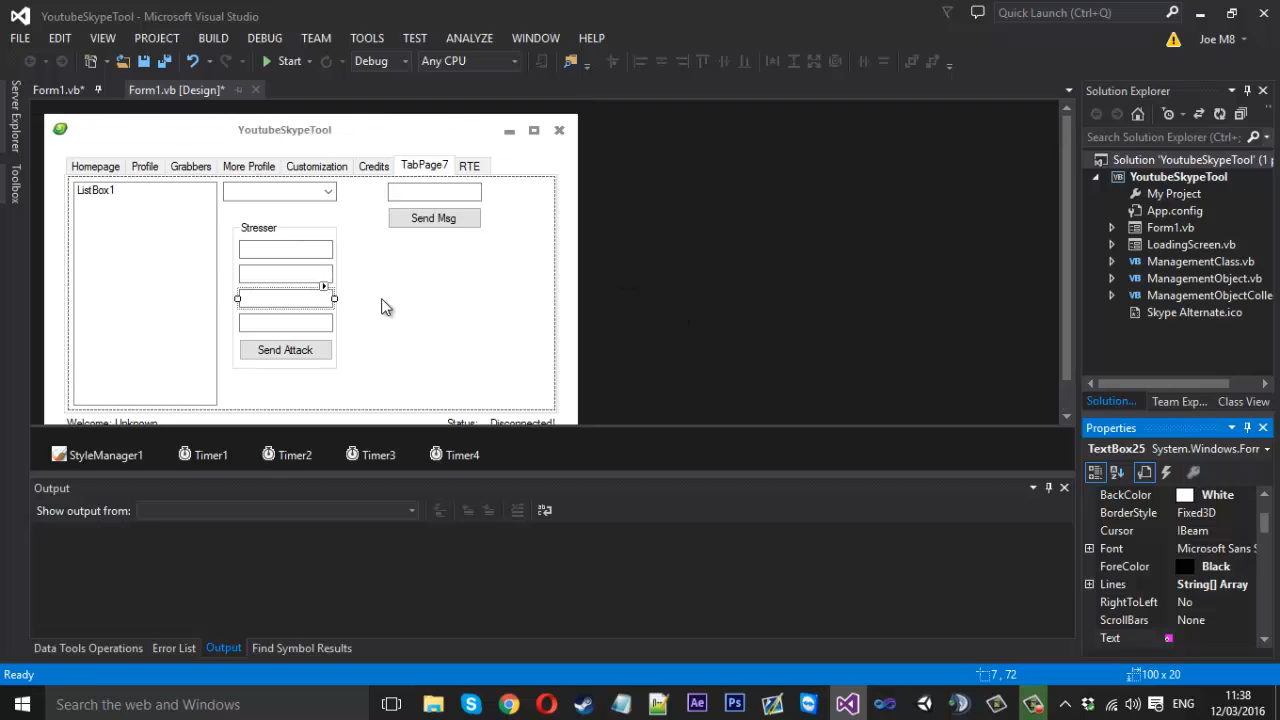 YoutubeSkypeTool - Microsoft Visual Studio
Quick Launch (Ctrl+Q)
FILE EDIT VIEW PROJECT BUILD DEBUG TEAM TOOLS TEST ANALYZE WINDOW HELP
Joe M8
Start Debug Any CPU
Server Explorer
Toolbox
Form1.vb*
Form1.vb [Design]*
YoutubeSkypeTool
Homepage Profile Grabbers More Profile Customization Credits TabPage7 RTE
ListBox1
Send Msg
Stresser
Send Attack
Welcome: Unknown
Status: Disconnected!
StyleManager1 Timer1 Timer2 Timer3 Timer4
Output
Show output from:
Data Tools Operations Error List Output Find Symbol Results
Solution Explorer
Search Solution Explorer (Ctrl+;
Solution 'YoutubeSkypeTool' (1 p
YoutubeSkypeTool
My Project
App.config
Form1.vb
LoadingScreen.vb
ManagementClass.vb
ManagementObject.vb
ManagementObjectColle
Skype Alternate.ico
Solution... Team Exp... Class View
Properties
TextBox25 System.Windows.Forr
BackColor White
BorderStyle Fixed3D
Cursor IBeam
Font Microsoft Sans S
ForeColor Black
Lines String[] Array
RightToLeft No
ScrollBars None
Text
Ready
7 , 72
100 x 20
Search the web and Windows
Ae
Ps
ENG
11:38
12/03/2016